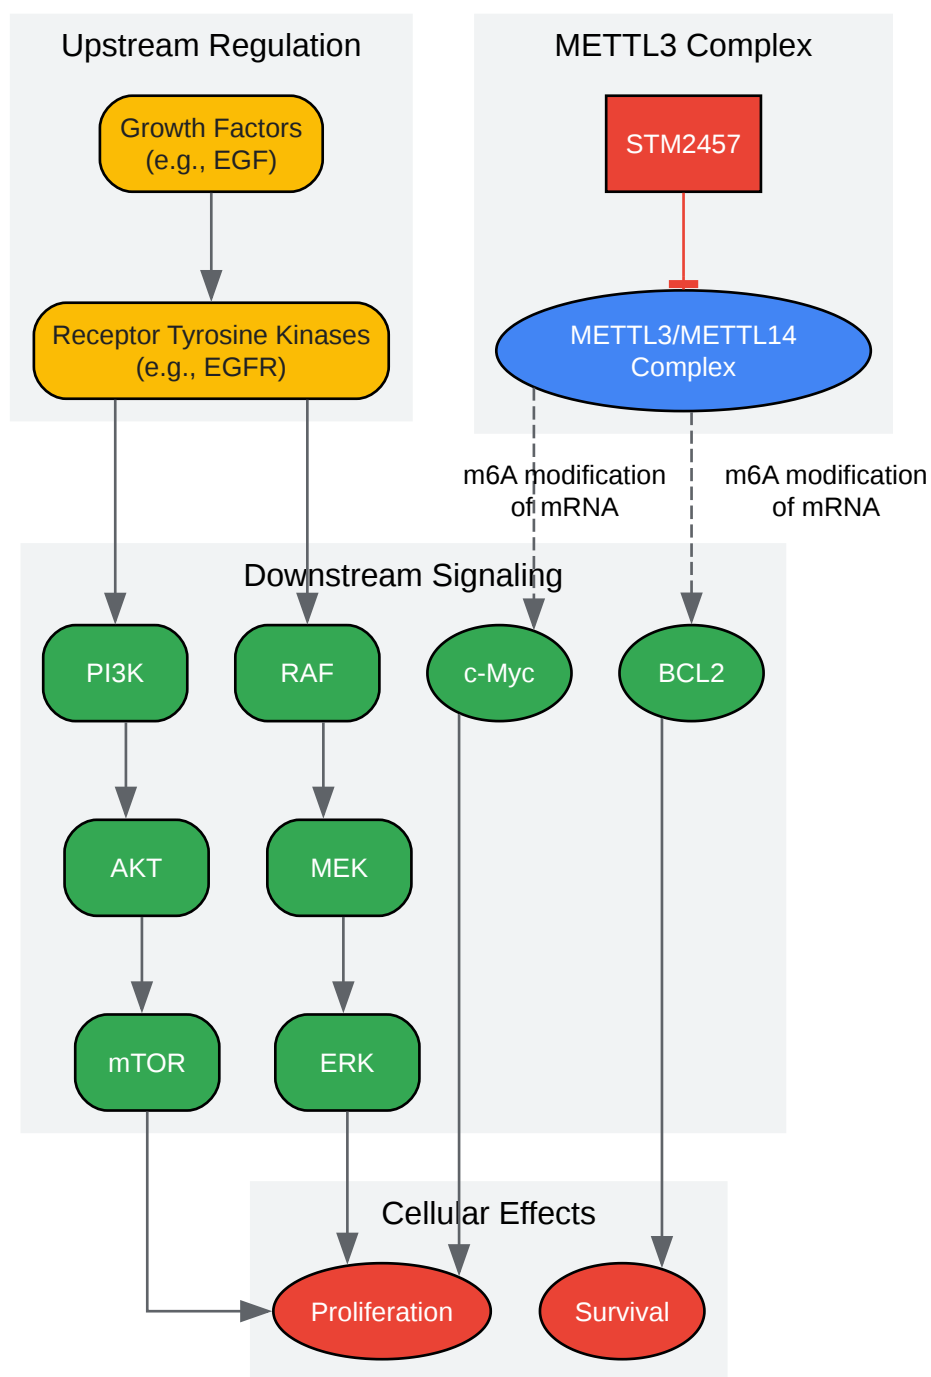 Upstream Regulation
METTL3 Complex
Growth Factors
(e.g., EGF)
STM2457
Receptor Tyrosine Kinases
(e.g., EGFR)
METTL3/METTL14
Complex
m6A modification
of mRNA
m6A modification
of mRNA
Downstream Signaling
PI3K
RAF
c-Myc
BCL2
AKT
MEK
mTOR
ERK
Cellular Effects
Proliferation
Survival